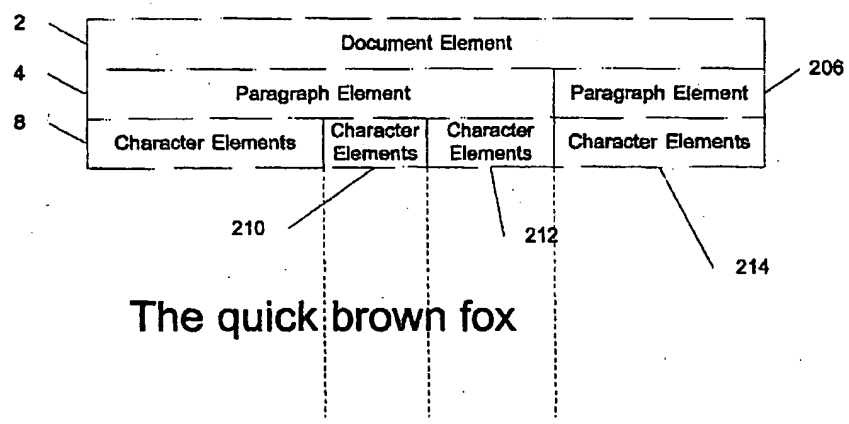 2
Document Element
4
Paragraph Element Paragraph Element
206
8
Character Elements Character Elements Character Elements Character Elements
210
212
214
The quick brown fox